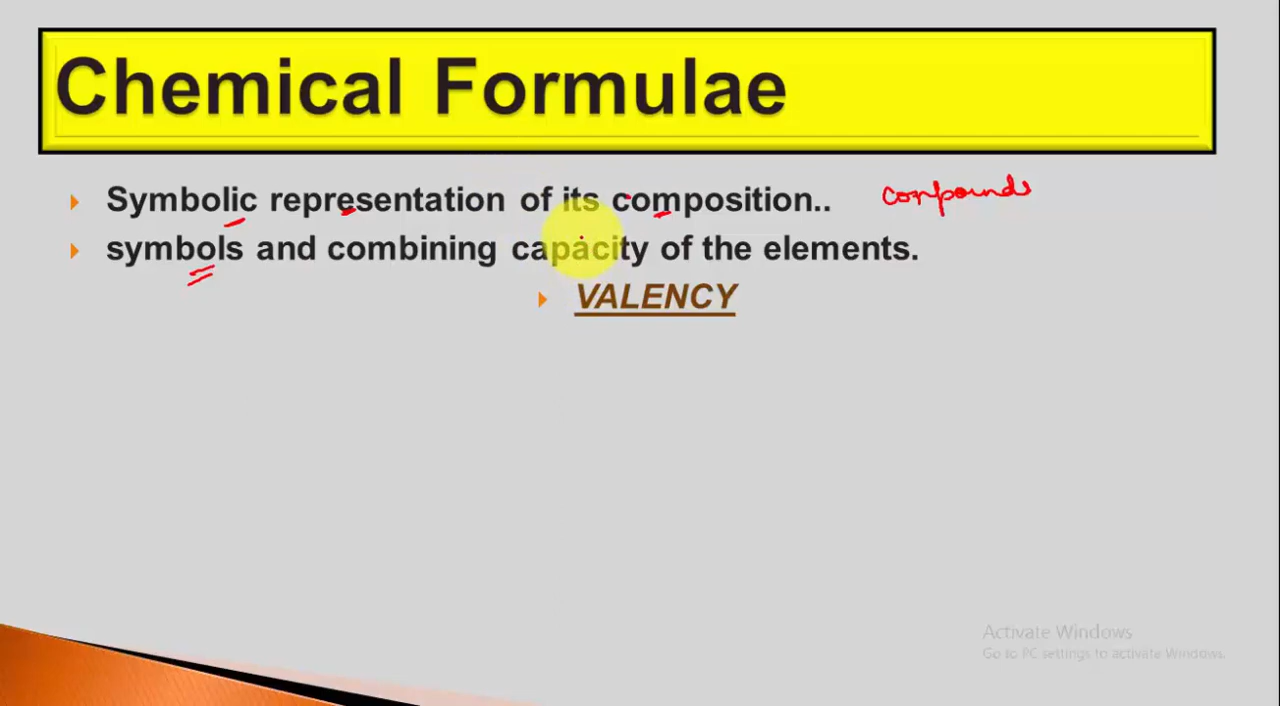 Chemical Formulae
Symbolic representation of its composition.. compounds
symbols and combining capacity of the elements.
VALENCY
Activate Windows
Go to PC settings to activate Windows.